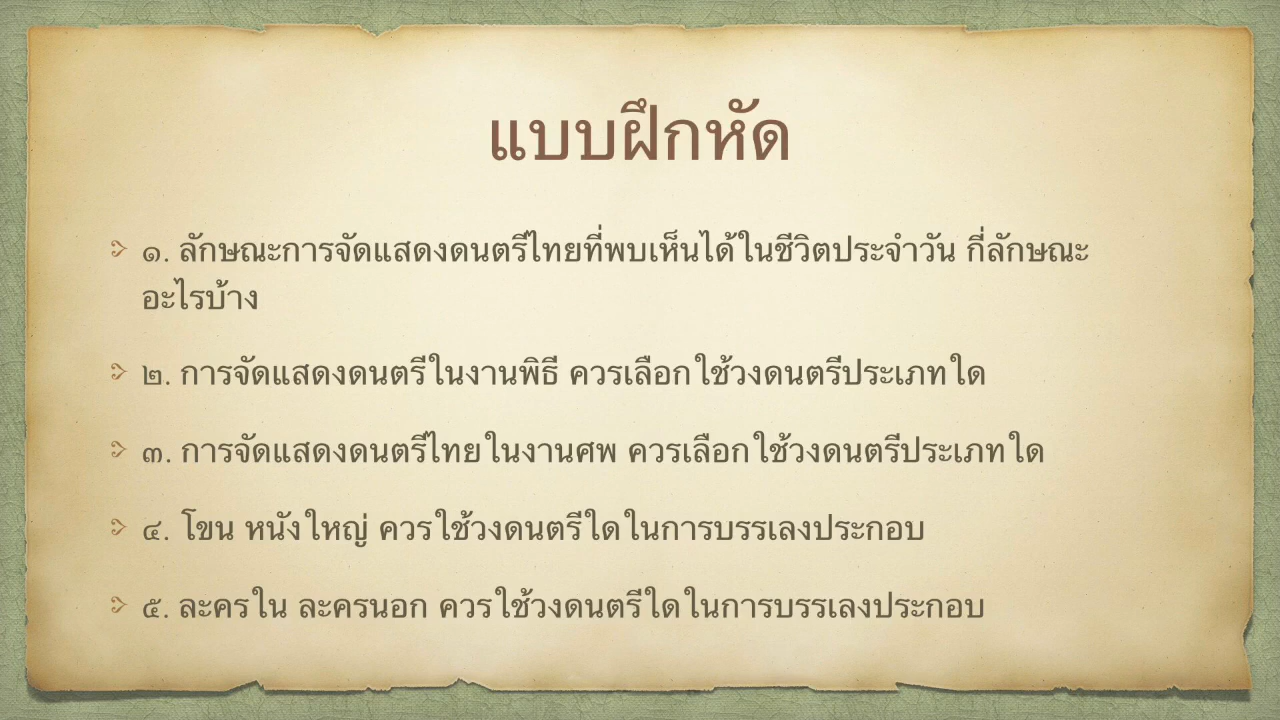 แบบฝึกหัด
๑. ลักษณะการจัดแสดงดนตรีไทยที่พบเห็นได้ในชีวิตประจำวัน กี่ลักษณะ
อะไรบ้าง
๒. การจัดแสดงดนตรีในงานพิธี ควรเลือกใช้วงดนตรีประเภทใด
๓. การจัดแสดงดนตรีไทยในงานศพ ควรเลือกใช้วงดนตรีประเภทใด
๔. โขน หนังใหญ่ ควรใช้วงดนตรีใดในการบรรเลงประกอบ
๕. ละครใน ละครนอก ควรใช้วงดนตรีใดในการบรรเลงประกอบ